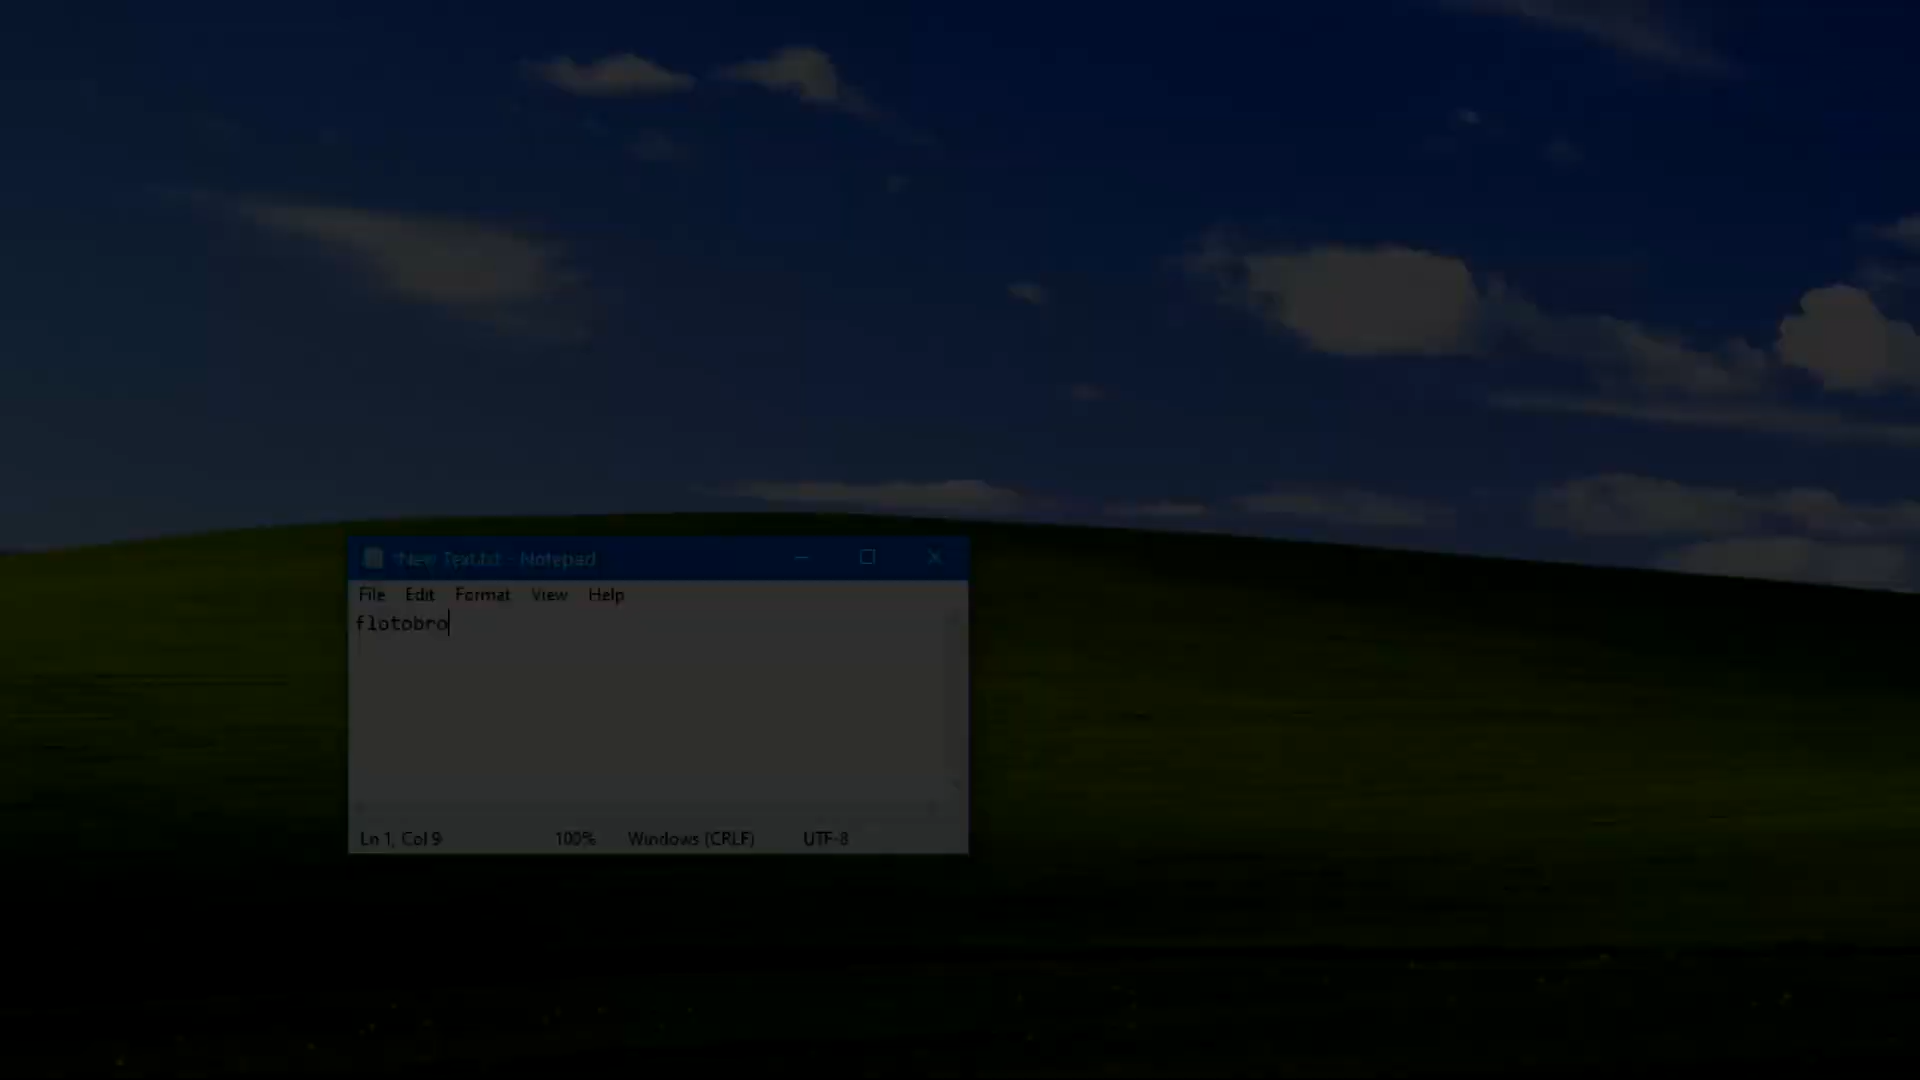 *New Text.txt - Notepad
File Edit Format View Help
flotobro
Ln 1, Col 9 100% Windows (CRLF) UTF-8